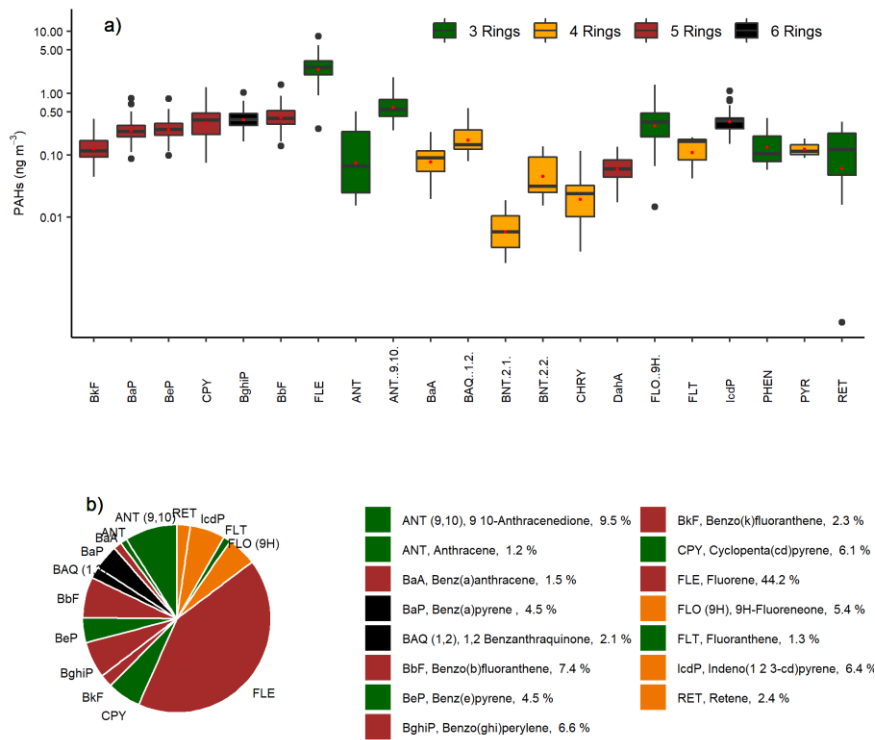 a)
3 Rings 4 Rings 5 Rings 6 Rings
PAHs (ng m⁻³)
10.00
5.00
1.00
0.50
0.10
0.01
BkF
BaP
BeP
CPY
BghiP
BbF
FLE
ANT
ANT..9.10.
BaA
BAQ..1.2.
BNT.2.1.
BNT.2.2.
CHRY
DahA
FLO..9H.
FLT
IcdP
PHEN
PYR
RET
b)
RET
IcdP
FLT
FLO (9H)
FLE
CPY
BkF
BghiP
BeP
BbF
BAQ (1,2)
BaP
BaA
ANT
ANT (9,10)
ANT (9,10), 9 10-Anthracenedione, 9.5 %
ANT, Anthracene, 1.2 %
BaA, Benz(a)anthracene, 1.5 %
BaP, Benz(a)pyrene , 4.5 %
BAQ (1,2), 1,2 Benzanthraquinone, 2.1 %
BbF, Benzo(b)fluoranthene, 7.4 %
BeP, Benz(e)pyrene, 4.5 %
BghiP, Benzo(ghi)perylene, 6.6 %
BkF, Benzo(k)fluoranthene, 2.3 %
CPY, Cyclopenta(cd)pyrene, 6.1 %
FLE, Fluorene, 44.2 %
FLO (9H), 9H-Fluoreneone, 5.4 %
FLT, Fluoranthene, 1.3 %
IcdP, Indeno(1 2 3-cd)pyrene, 6.4 %
RET, Retene, 2.4 %